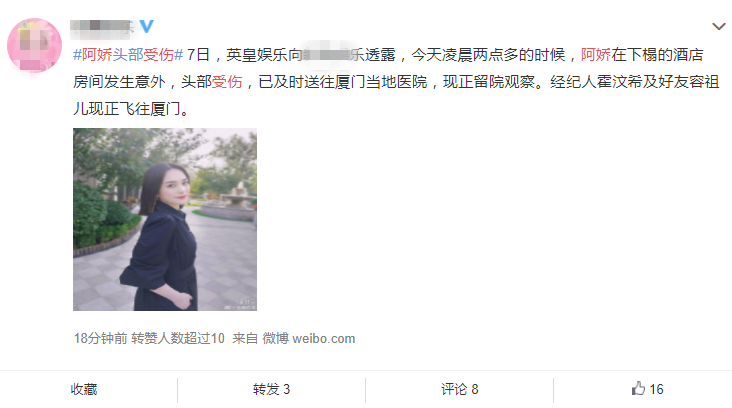 乐
#阿娇头部受伤# 7日，英皇娱乐向乐透露，今天凌晨两点多的时候，阿娇在下榻的酒店
房间发生意外，头部受伤，已及时送往厦门当地医院，现正留院观察。经纪人霍汶希及好友容祖
儿现正飞往厦门。
18分钟前 转赞人数超过10 来自 微博 weibo.com
收藏
转发 3
评论 8
16